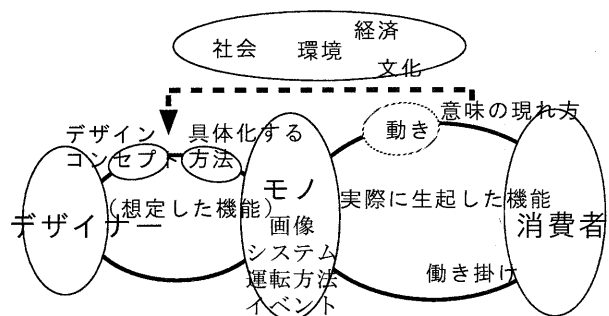 経済
社会 環境
文化
動き 意味の現れ方
デザイン 具体化する
コンセプト 方法
モノ
(想定した機能) 実際に生起した機能
デザイナー 画像 消費者
システム
運転方法 働き掛け
イベント